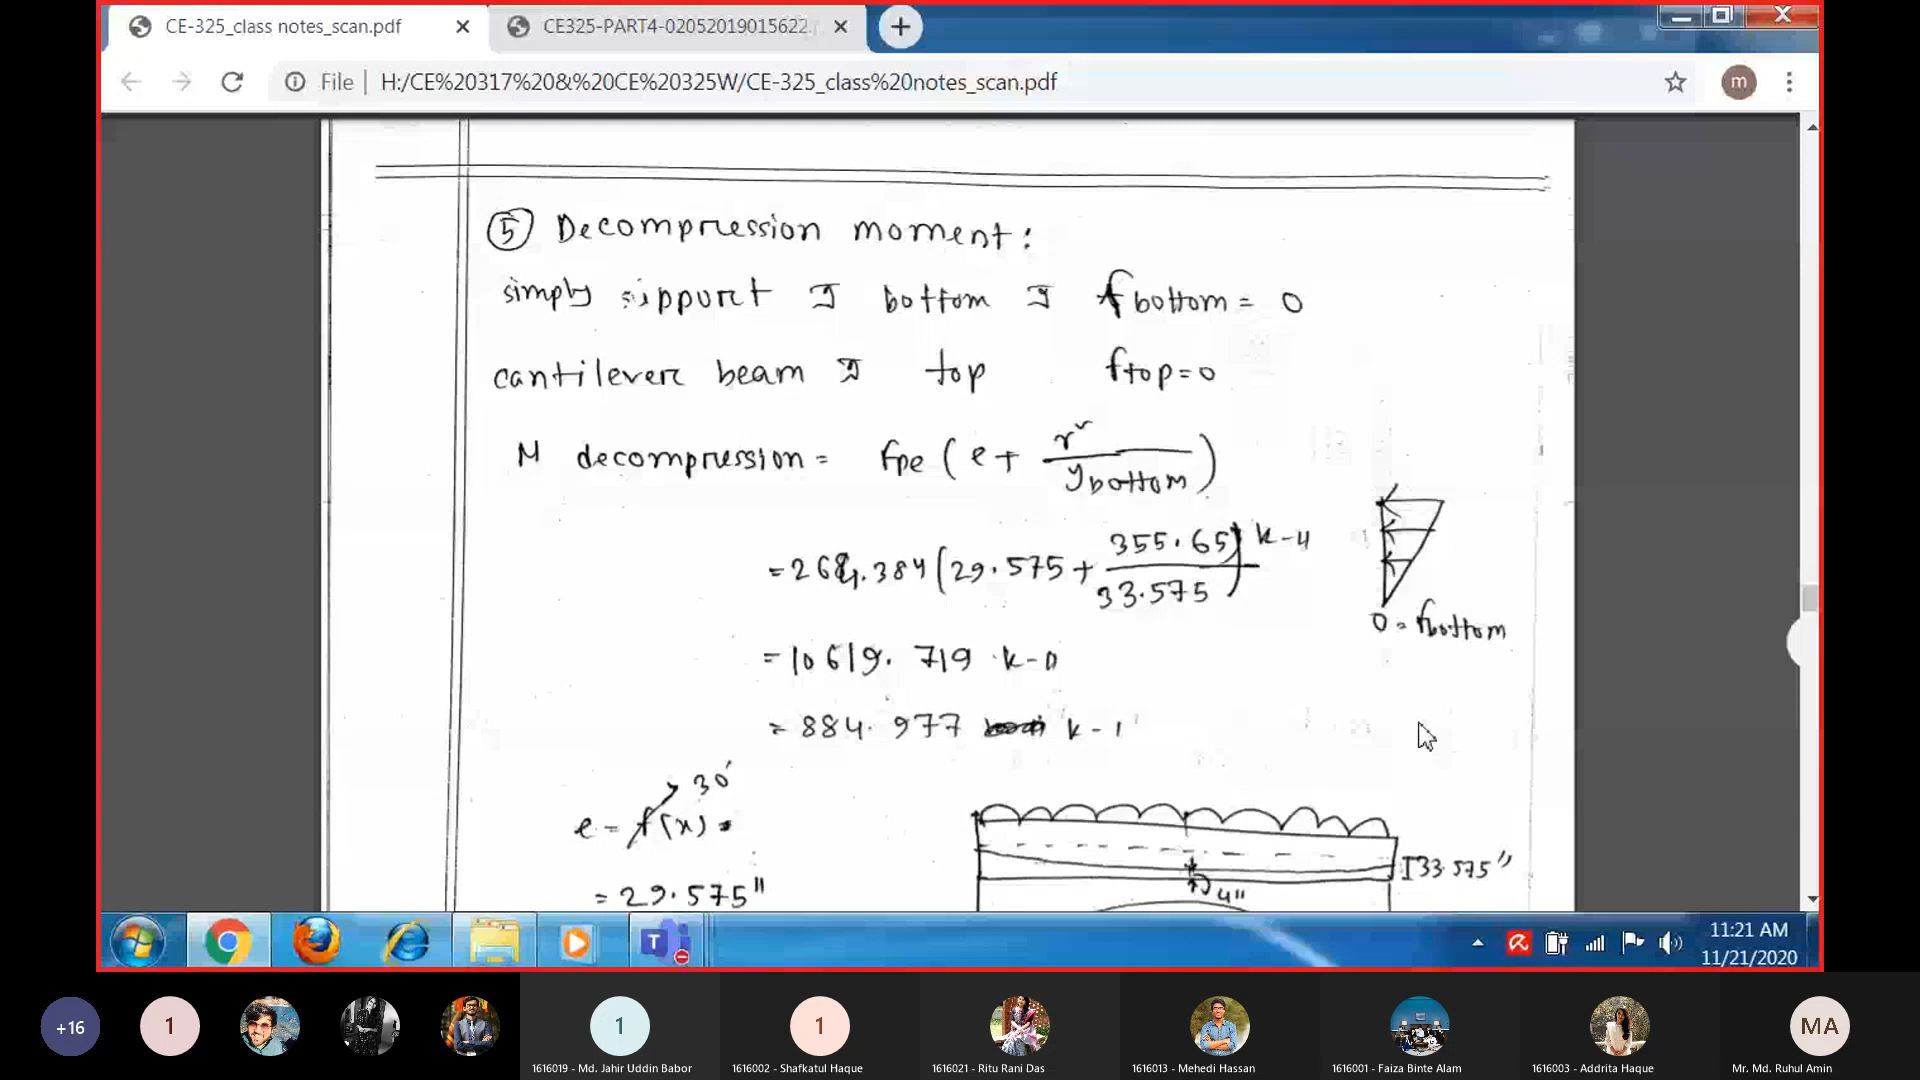 CE-325_class notes_scan.pdf
CE325-PART4-02052019015622.
File | H:/CE%20317%20&%20CE%20325W/CE-325_class%20notes_scan.pdf
m
⑤ Decompression moment:
simply support এ bottom এ fbottom = 0
cantilever beam এ top ftop=0
M decompression = Fpe (e + r²/ybottom)
= 264.384 (29.575 + 355.65/33.575) k-"
= 10619.719 k-"
= 884.977 k-'
0 = fbottom
30'
e = f(x) =
= 29.575"
33.575"
4"
11:21 AM
11/21/2020
+16
1
1
1
MA
1616019 - Md. Jahir Uddin Babor
1616002 - Shafkatul Haque
1616021 - Ritu Rani Das
1616013 - Mehedi Hassan
1616001 - Faiza Binte Alam
1616003 - Addrita Haque
Mr. Md. Ruhul Amin